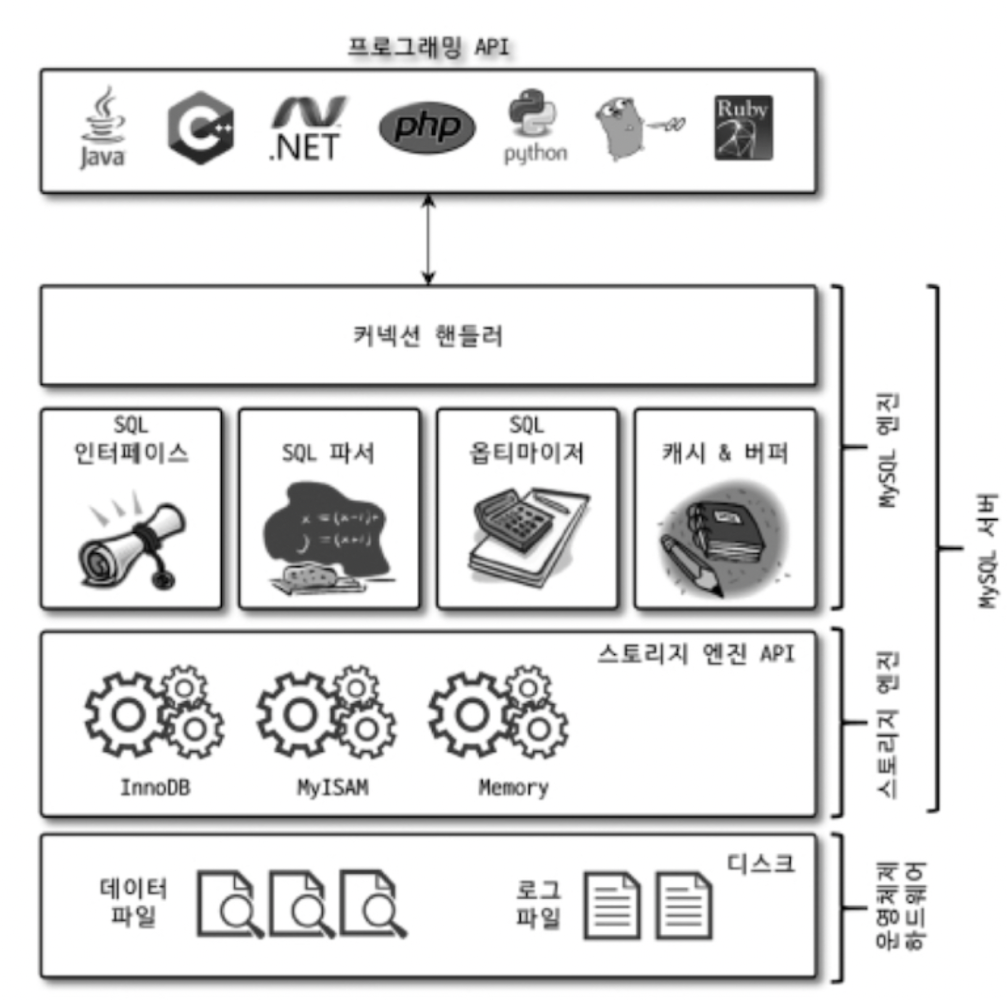 프로그래밍 API
Java
C++
.NET
php
python
GO
Ruby
커넥션 핸들러
SQL
인터페이스
SQL 파서
SQL
옵티마이저
캐시 & 버퍼
x =(x-1)+
y =(x+1)
SQL
MySQL 엔진
스토리지 엔진 API
InnoDB
MyISAM
Memory
스토리지 엔진
MySQL 서버
디스크
데이터
파일
로그
파일
운영체제
하드웨어